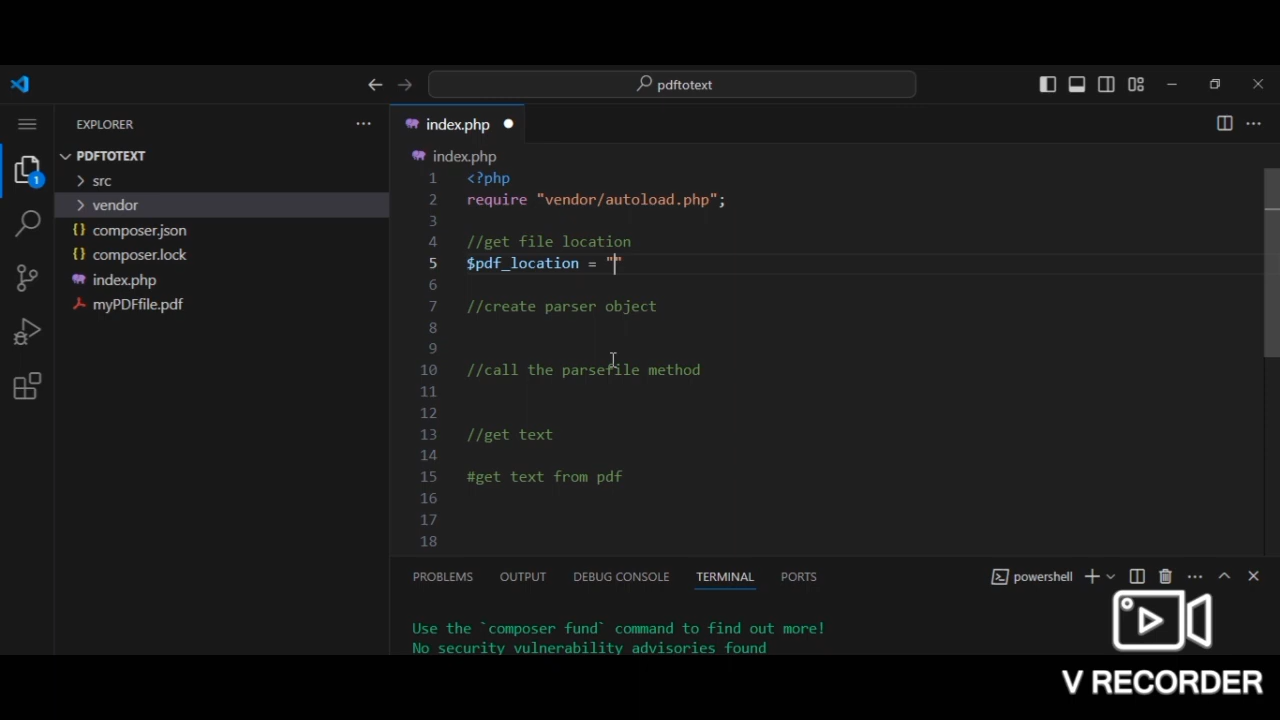 pdftotext
EXPLORER
index.php
PDFTOTEXT
index.php
src
vendor
composer.json
composer.lock
index.php
myPDFfile.pdf
1
1 <?php
2 require "vendor/autoload.php";
3
4 //get file location
5 $pdf_location = ""
6
7 //create parser object
8
9
10 //call the parsefile method
11
12
13 //get text
14
15 #get text from pdf
16
17
18
PROBLEMS OUTPUT DEBUG CONSOLE TERMINAL PORTS powershell
Use the `composer fund` command to find out more!
No security vulnerability advisories found
V RECORDER